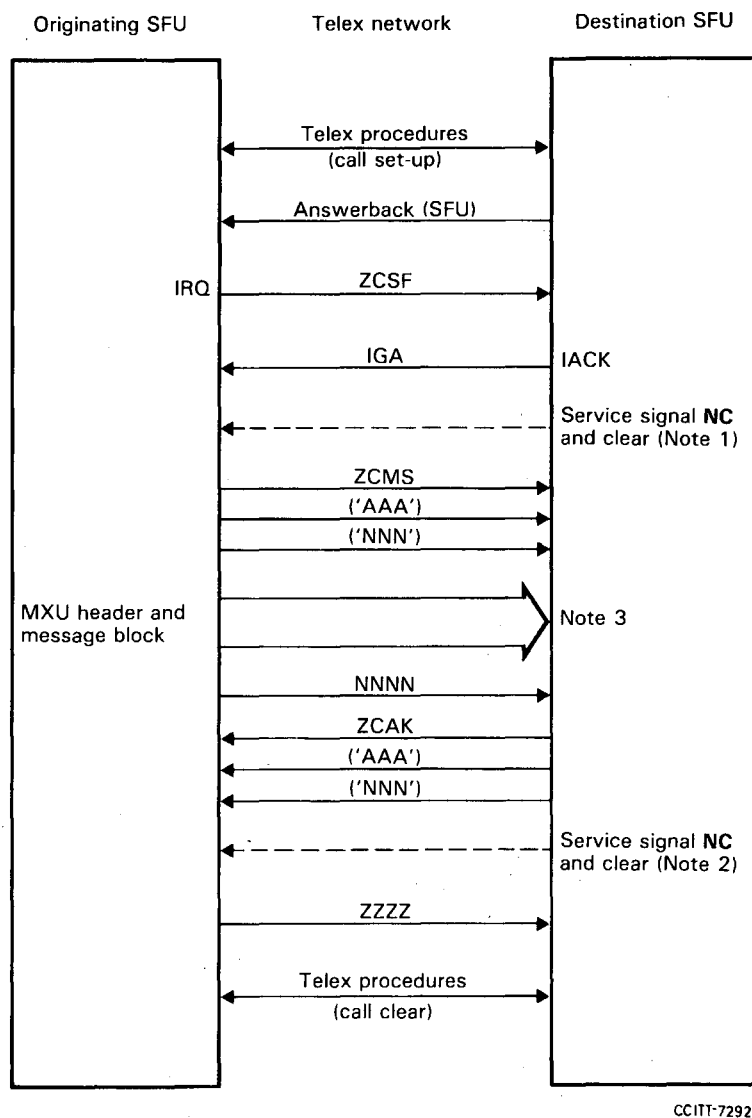 Originating SFU
Telex network
Destination SFU
Telex procedures
(call set-up)
Answerback (SFU)
IRQ
ZCSF
IGA
IACK
Service signal NC
and clear (Note 1)
ZCMS
('AAA')
('NNN')
MXU header and
message block
Note 3
NNNN
ZCAK
('AAA')
('NNN')
Service signal NC
and clear (Note 2)
ZZZZ
Telex procedures
(call clear)
CCITT-7292